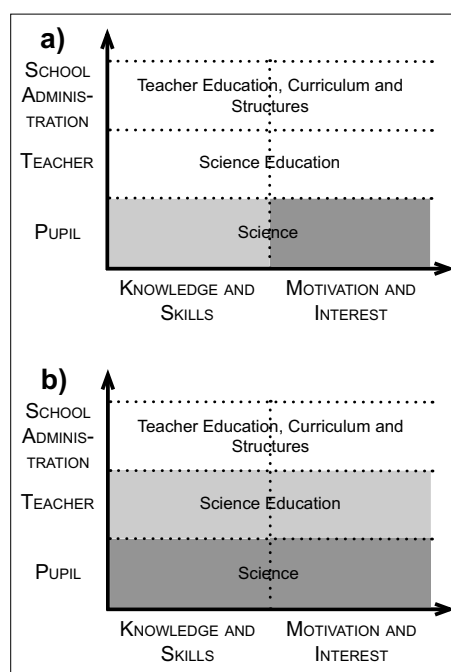 a)
SCHOOL
ADMINIS-
TRATION
Teacher Education, Curriculum and
Structures
TEACHER
Science Education
PUPIL
Science
KNOWLEDGE AND
SKILLS
MOTIVATION AND
INTEREST
b)
SCHOOL
ADMINIS-
TRATION
Teacher Education, Curriculum and
Structures
TEACHER
Science Education
PUPIL
Science
KNOWLEDGE AND
SKILLS
MOTIVATION AND
INTEREST